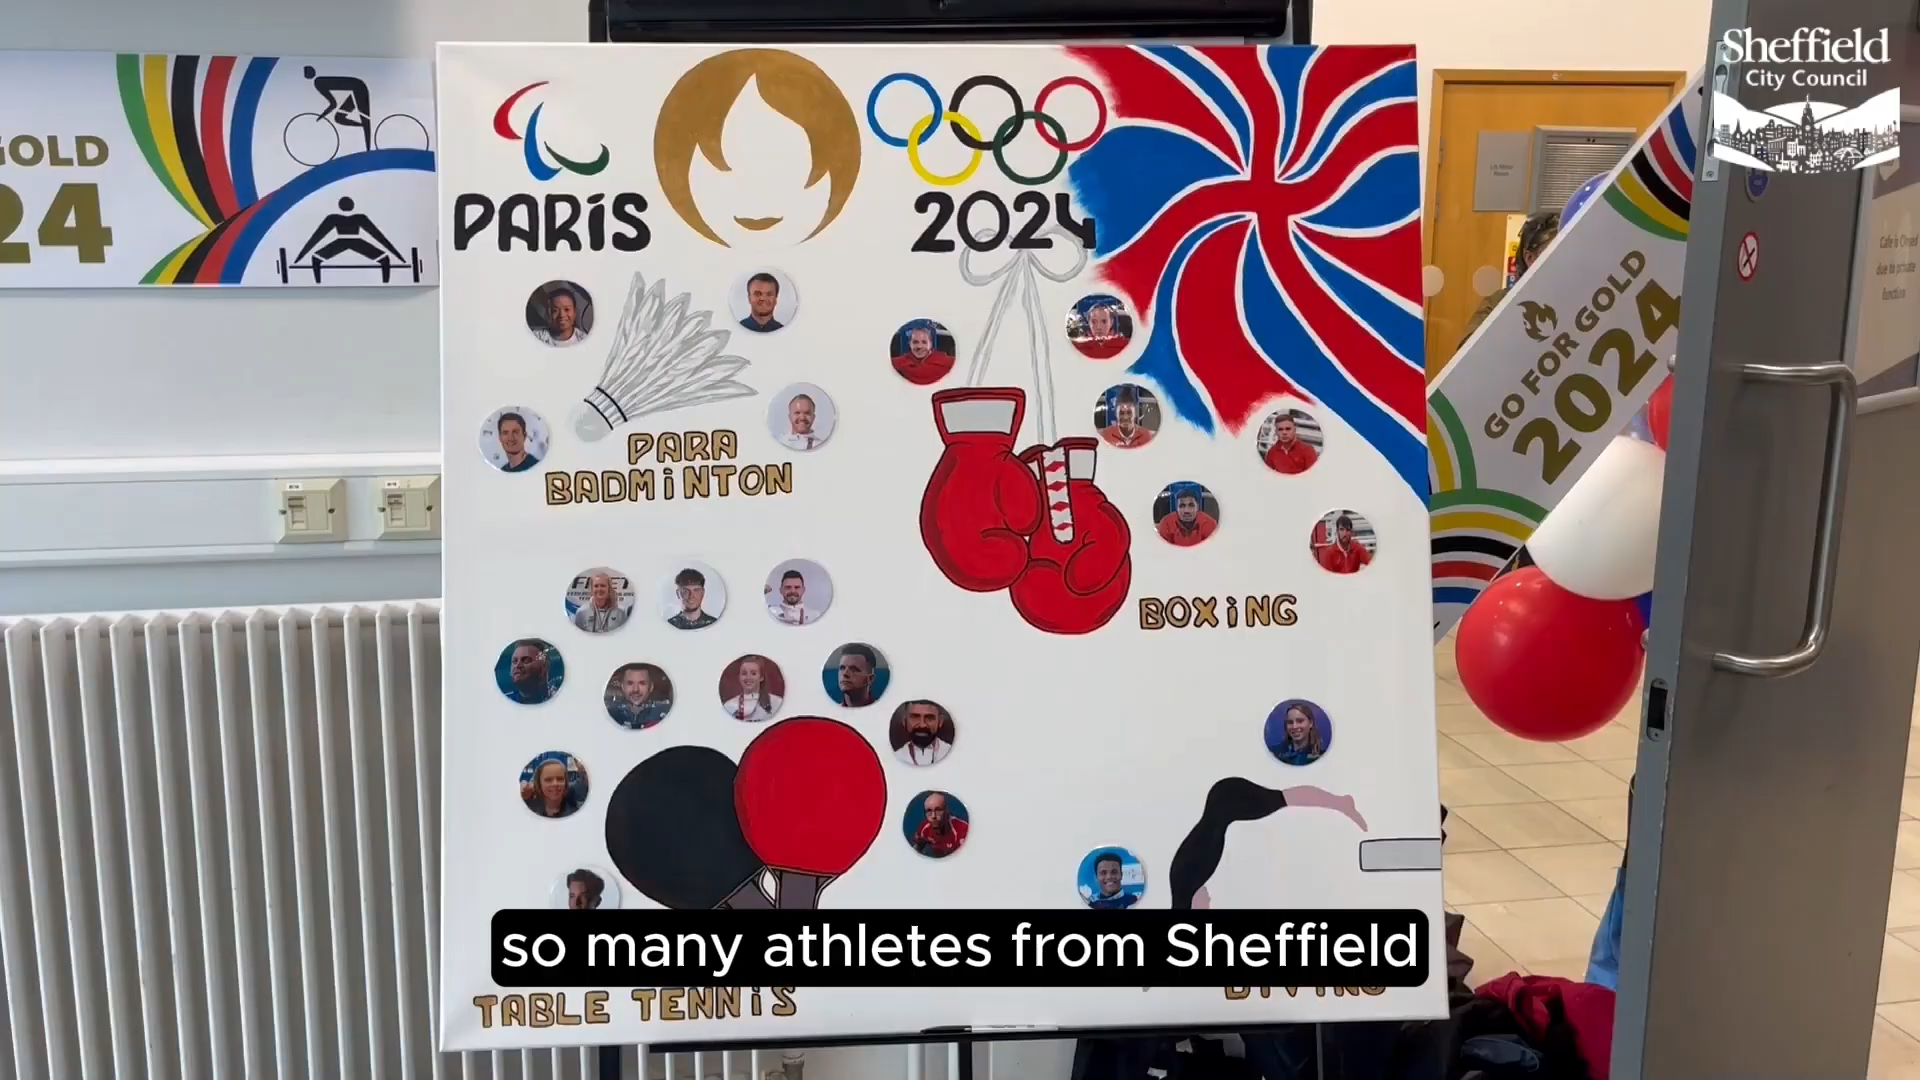 Sheffield
City Council
GOLD
24
PARiS
2024
GO FOR GOLD
2024
PARA
BADMiNTON
BOXiNG
so many athletes from Sheffield
TABLE TENNiS
DiViNG